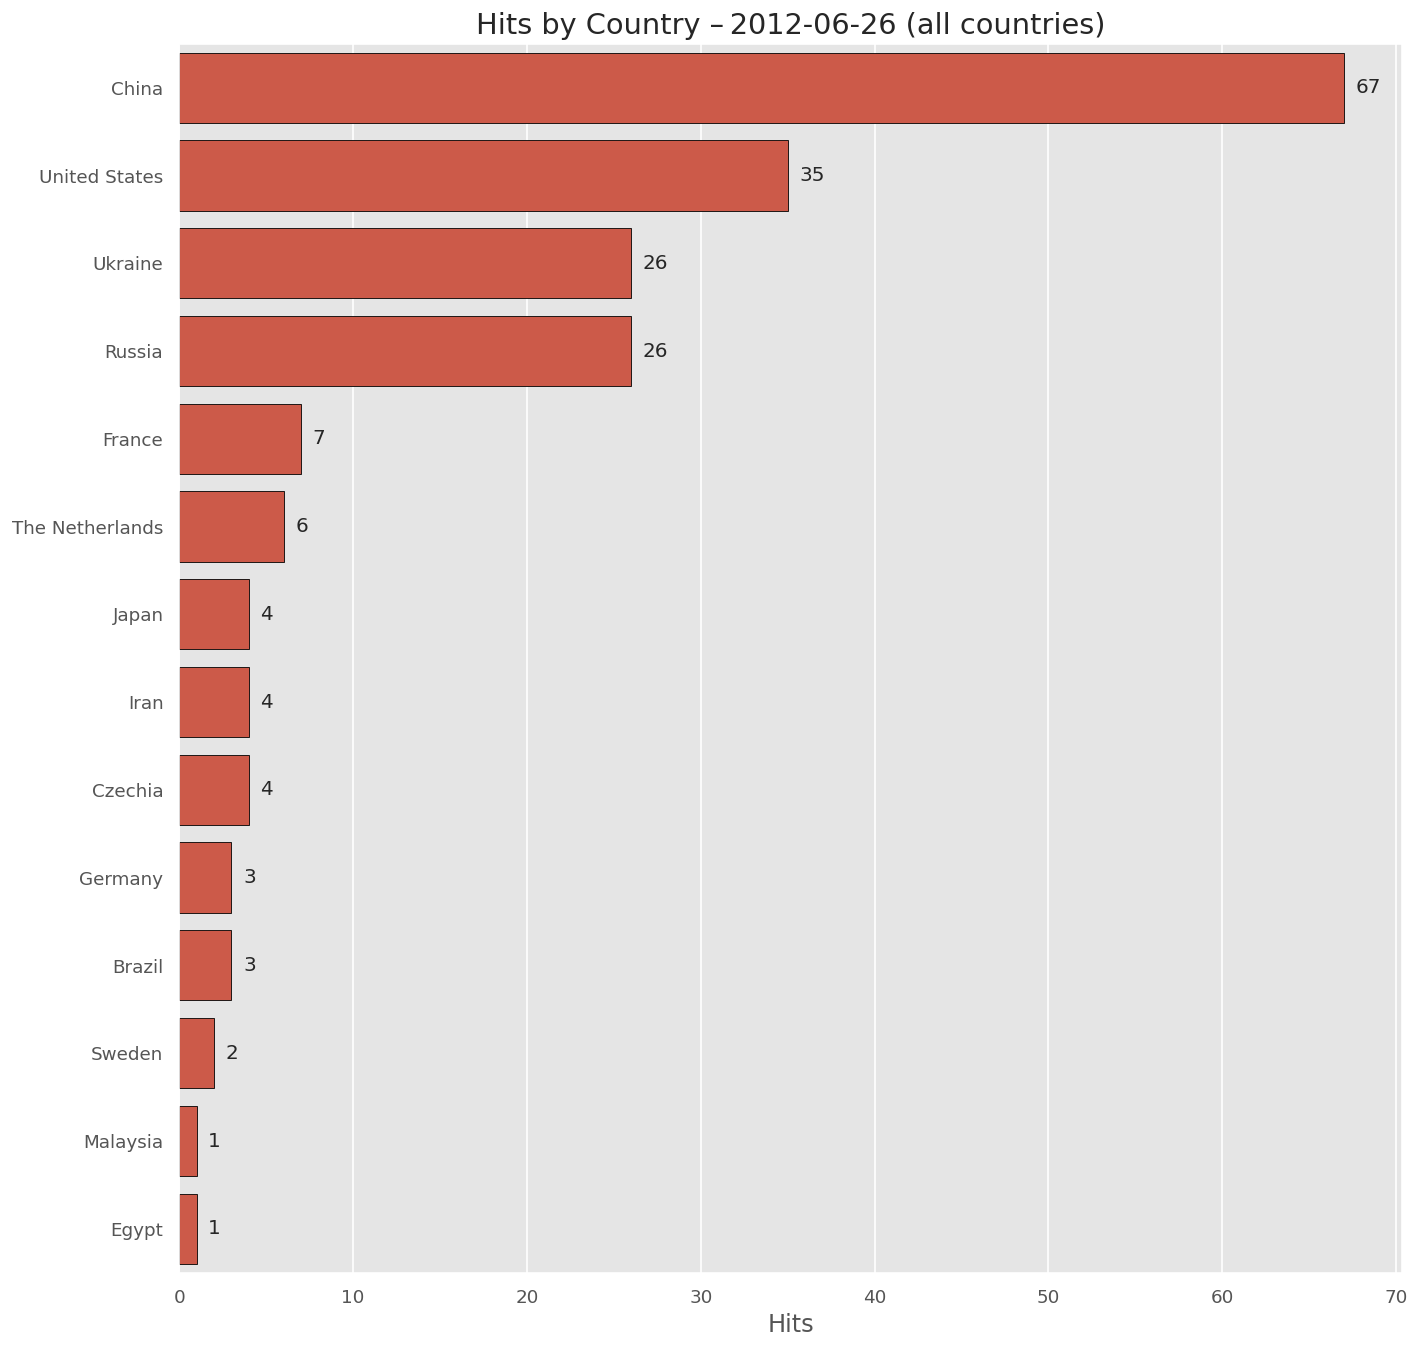 Hits by Country – 2012-06-26 (all countries)
China 67
United States 35
Ukraine 26
Russia 26
France 7
The Netherlands 6
Japan 4
Iran 4
Czechia 4
Germany 3
Brazil 3
Sweden 2
Malaysia 1
Egypt 1
0 10 20 30 40 50 60 70
Hits